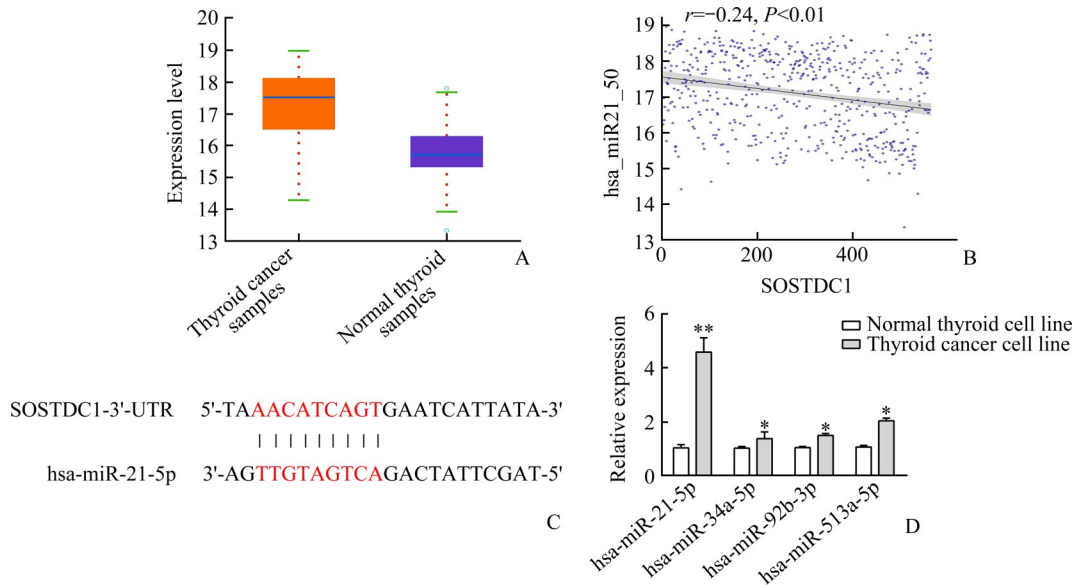 20
19
18
17
16
15
14
13
Expression level
Thyroid cancer
samples
Normal thyroid
samples
A
r=−0.24, P<0.01
19
18
17
16
15
14
13
hsa_miR21_50
0
200
400
SOSTDC1
B
SOSTDC1-3'-UTR 5'-TAAACATCAGTGAATCATTATA-3'
hsa-miR-21-5p 3'-AGTTGTAGTCAGACTATTCGAT-5'
C
6
4
2
0
Relative expression
**
*
*
*
Normal thyroid cell line
Thyroid cancer cell line
hsa-miR-21-5p
hsa-miR-34a-5p
hsa-miR-92b-3p
hsa-miR-513a-5p
D